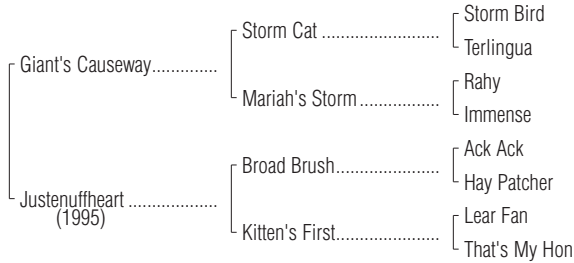 Storm Bird
Storm Cat
Terlingua
Giant's Causeway
Rahy
Mariah's Storm
Immense
Ack Ack
Broad Brush
Hay Patcher
Justenuffheart
(1995)
Lear Fan
Kitten's First
That's My Hon